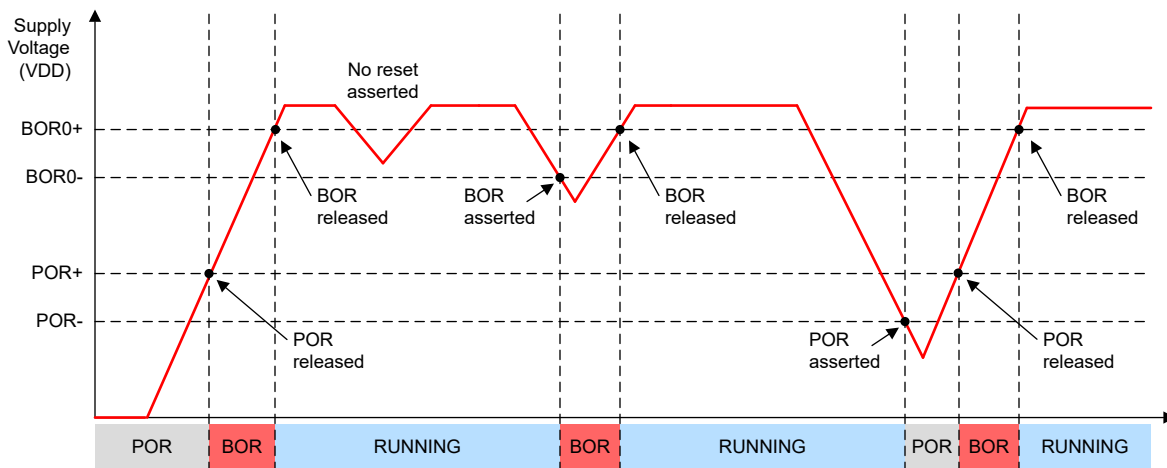 Supply
Voltage
(VDD)
No reset
asserted
BOR0+
BOR0-
BOR
released
BOR
asserted
BOR
released
BOR
released
POR+
POR-
POR
released
POR
asserted
POR
released
POR BOR RUNNING BOR RUNNING POR BOR RUNNING